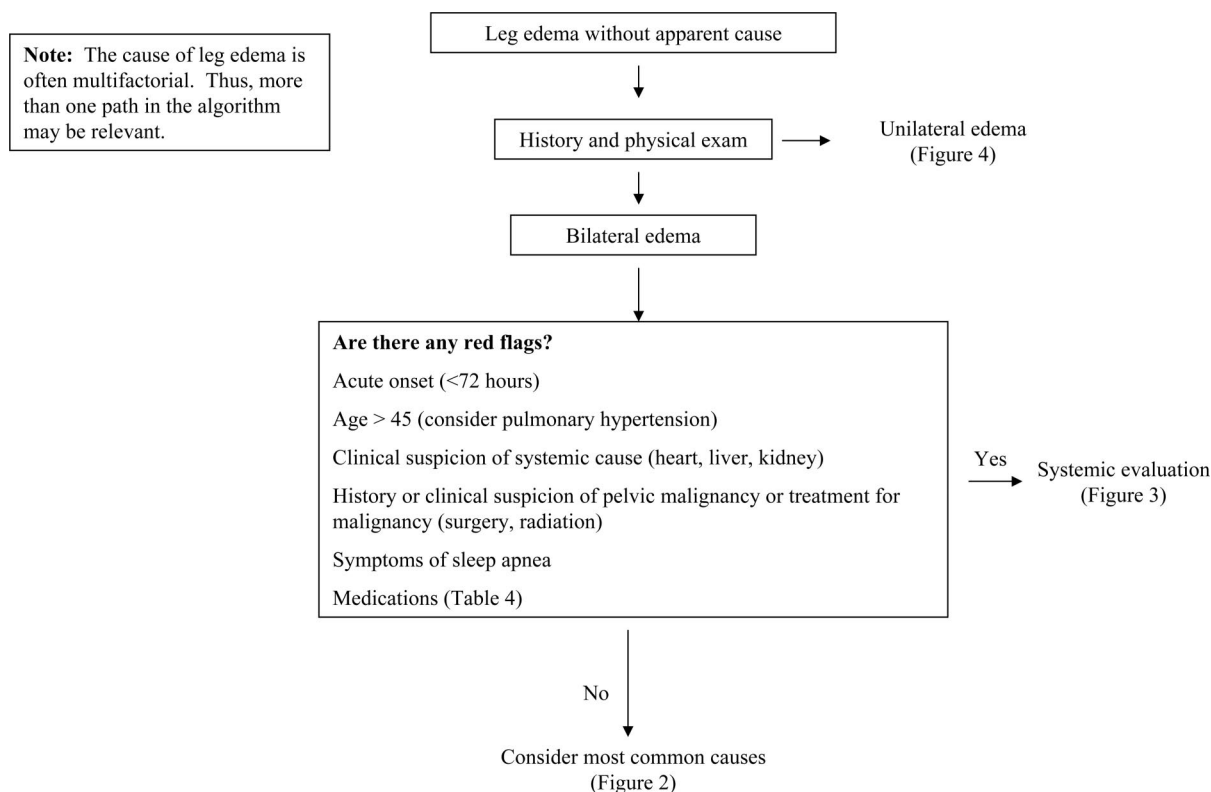 Leg edema without apparent cause
Note: The cause of leg edema is
often multifactorial. Thus, more
than one path in the algorithm
may be relevant.
History and physical exam
Unilateral edema
(Figure 4)
Bilateral edema
Are there any red flags?
Acute onset (<72 hours)
Age > 45 (consider pulmonary hypertension)
Clinical suspicion of systemic cause (heart, liver, kidney)
History or clinical suspicion of pelvic malignancy or treatment for
malignancy (surgery, radiation)
Symptoms of sleep apnea
Medications (Table 4)
Yes
Systemic evaluation
(Figure 3)
No
Consider most common causes
(Figure 2)